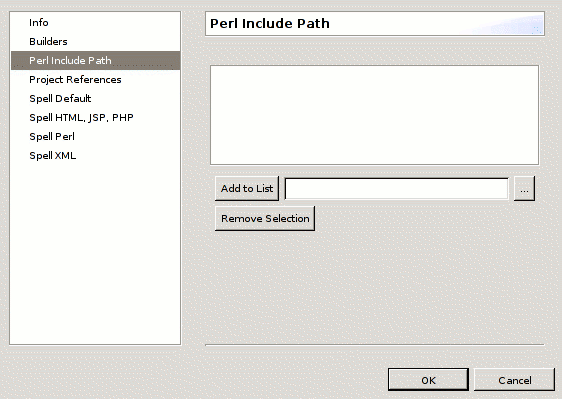 Info
Builders
Perl Include Path
Project References
Spell Default
Spell HTML, JSP, PHP
Spell Perl
Spell XML
Perl Include Path
Add to List
...
Remove Selection
OK
Cancel